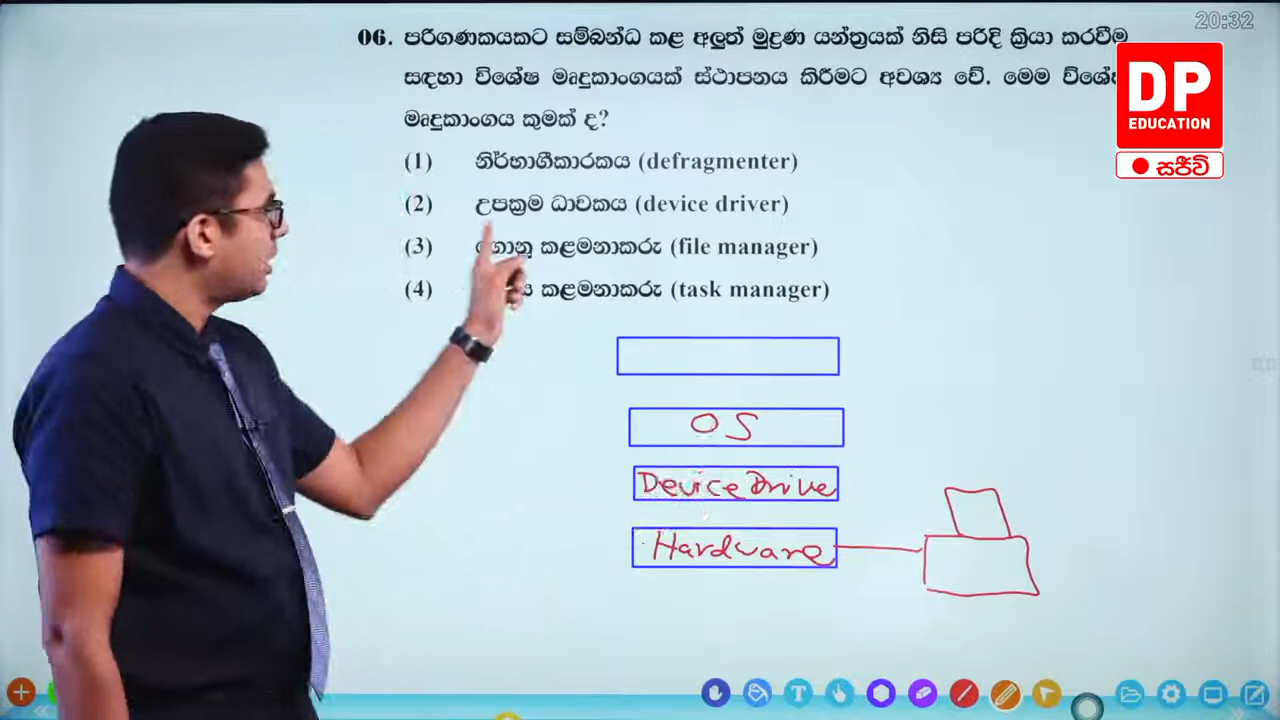 20:32
06. පරිගණකයකට සම්බන්ධ කළ අලුත් මුද්‍රණ යන්ත්‍රයක් නිසි පරිදි ක්‍රියා කරවීම
සඳහා විශේෂ මෘදුකාංගයක් ස්ථාපනය කිරීමට අවශ්‍ය වේ. මෙම
මෘදුකාංගය කුමක් ද?
(1) නිර්භාගීකාරකය (defragmenter)
(2) උපක්‍රම ධාවකය (device driver)
(3) කළමනාකරු (file manager)
(4) කළමනාකරු (task manager)
DP
EDUCATION
සජීවි
OS
Device Drive
Hardware